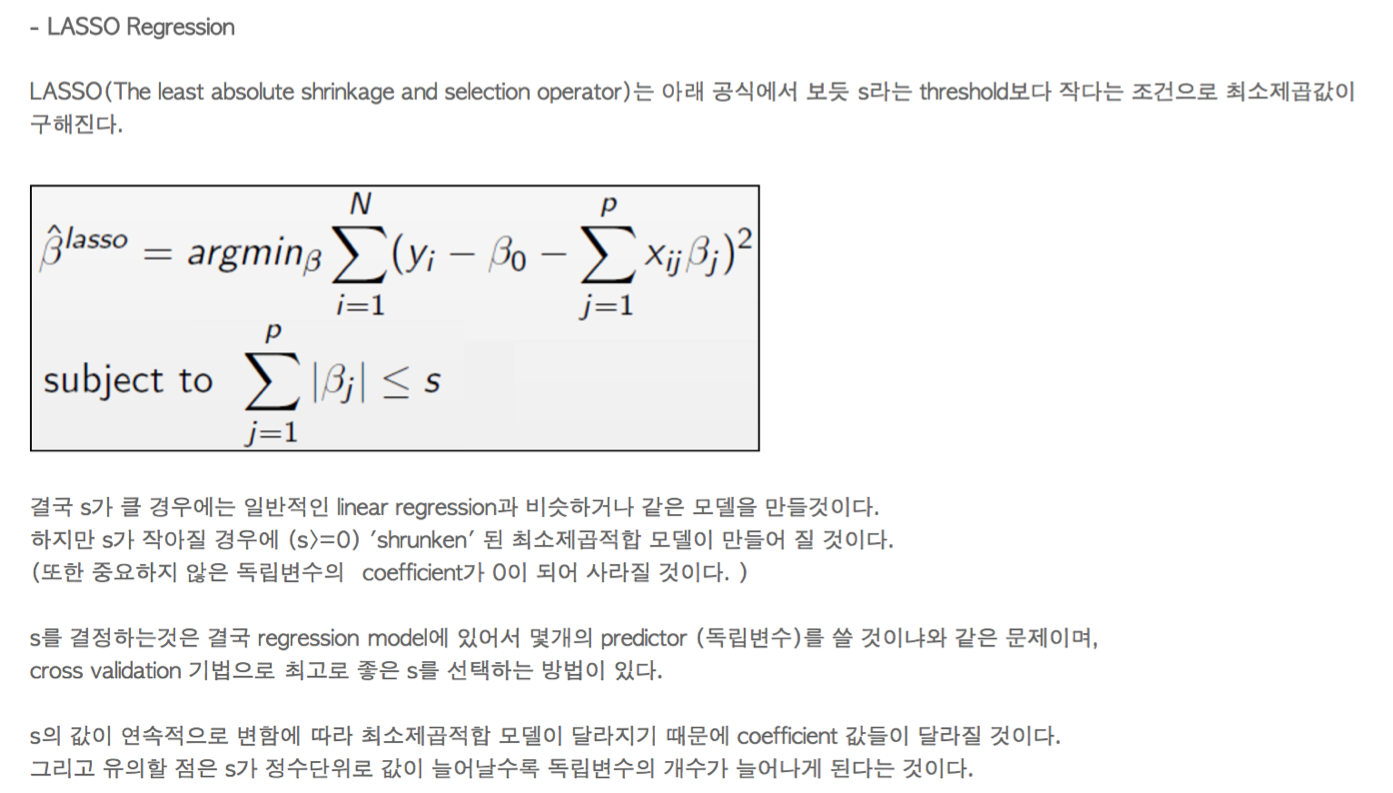 - LASSO Regression
LASSO(The least absolute shrinkage and selection operator)는 아래 공식에서 보듯 s라는 threshold보다 작다는 조건으로 최소제곱값이
구해진다.
β̂^lasso = argmin_β ∑_{i=1}^{N} (y_i − β_0 − ∑_{j=1}^{p} x_{ij} β_j)^2
subject to ∑_{j=1}^{p} |β_j| ≤ s
결국 s가 클 경우에는 일반적인 linear regression과 비슷하거나 같은 모델을 만들것이다.
하지만 s가 작아질 경우에 (s>=0) 'shrunken' 된 최소제곱적합 모델이 만들어 질 것이다.
(또한 중요하지 않은 독립변수의 coefficient가 0이 되어 사라질 것이다. )
s를 결정하는것은 결국 regression model에 있어서 몇개의 predictor (독립변수)를 쓸 것이냐와 같은 문제이며,
cross validation 기법으로 최고로 좋은 s를 선택하는 방법이 있다.
s의 값이 연속적으로 변함에 따라 최소제곱적합 모델이 달라지기 때문에 coefficient 값들이 달라질 것이다.
그리고 유의할 점은 s가 정수단위로 값이 늘어날수록 독립변수의 개수가 늘어나게 된다는 것이다.